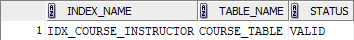 INDEX_NAME TABLE_NAME STATUS
1 IDX_COURSE_INSTRUCTOR COURSE_TABLE VALID